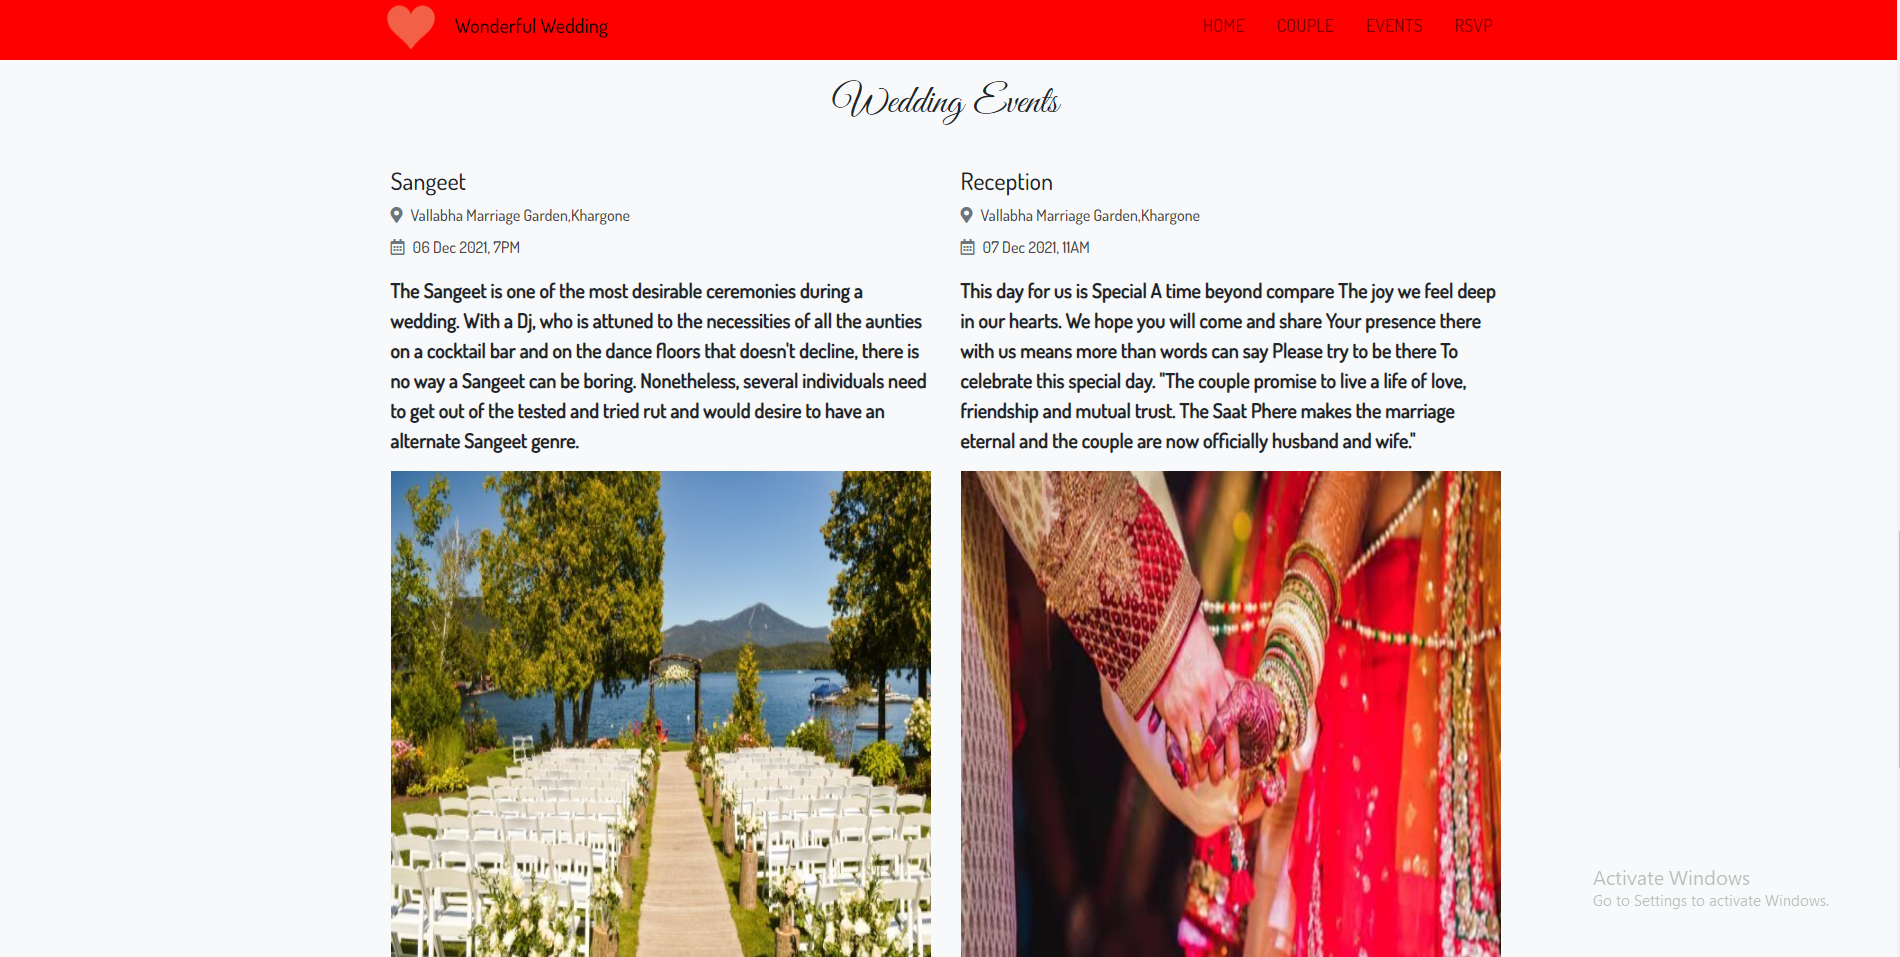 Wonderful Wedding
HOME COUPLE EVENTS RSVP
Wedding Events
Sangeet
Vallabha Marriage Garden,Khargone
06 Dec 2021, 7PM
The Sangeet is one of the most desirable ceremonies during a
wedding. With a Dj, who is attuned to the necessities of all the aunties
on a cocktail bar and on the dance floors that doesn't decline, there is
no way a Sangeet can be boring. Nonetheless, several individuals need
to get out of the tested and tried rut and would desire to have an
alternate Sangeet genre.
Reception
Vallabha Marriage Garden,Khargone
07 Dec 2021, 11AM
This day for us is Special A time beyond compare The joy we feel deep
in our hearts. We hope you will come and share Your presence there
with us means more than words can say Please try to be there To
celebrate this special day. "The couple promise to live a life of love,
friendship and mutual trust. The Saat Phere makes the marriage
eternal and the couple are now officially husband and wife."
Activate Windows
Go to Settings to activate Windows.